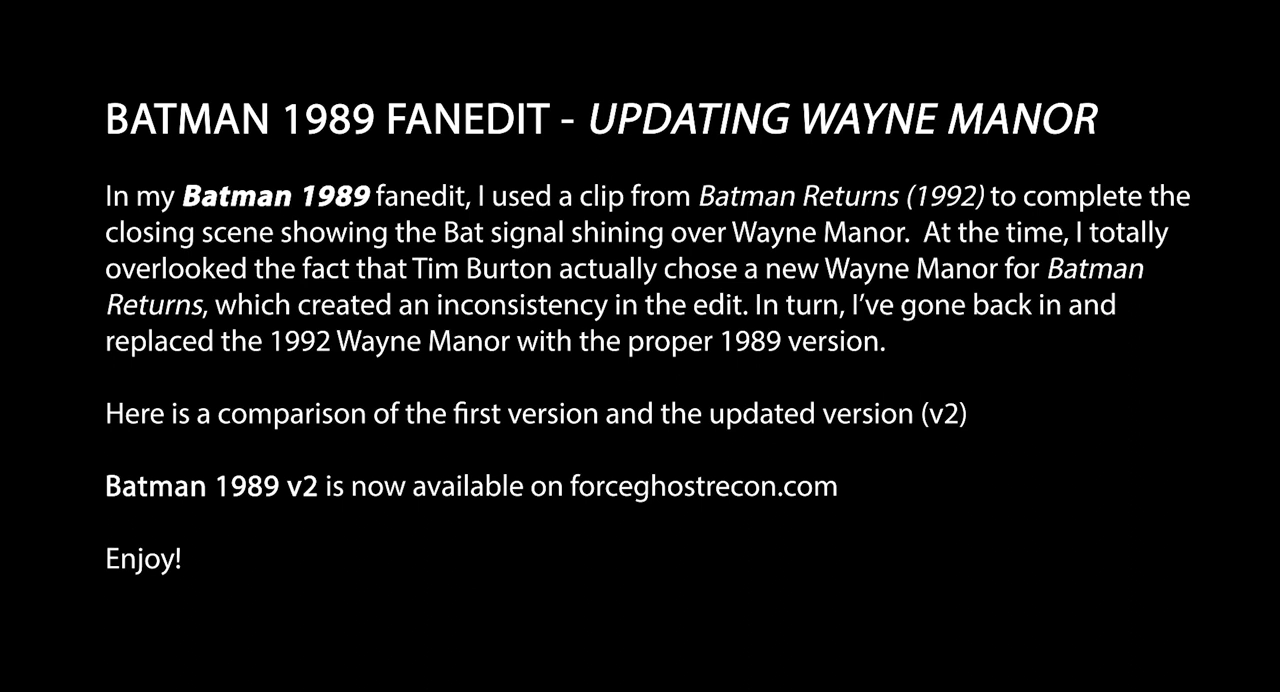 BATMAN 1989 FANEDIT - UPDATING WAYNE MANOR
In my Batman 1989 fanedit, I used a clip from Batman Returns (1992) to complete the
closing scene showing the Bat signal shining over Wayne Manor.  At the time, I totally
overlooked the fact that Tim Burton actually chose a new Wayne Manor for Batman
Returns, which created an inconsistency in the edit. In turn, I’ve gone back in and
replaced the 1992 Wayne Manor with the proper 1989 version.
Here is a comparison of the first version and the updated version (v2)
Batman 1989 v2 is now available on forceghostrecon.com
Enjoy!